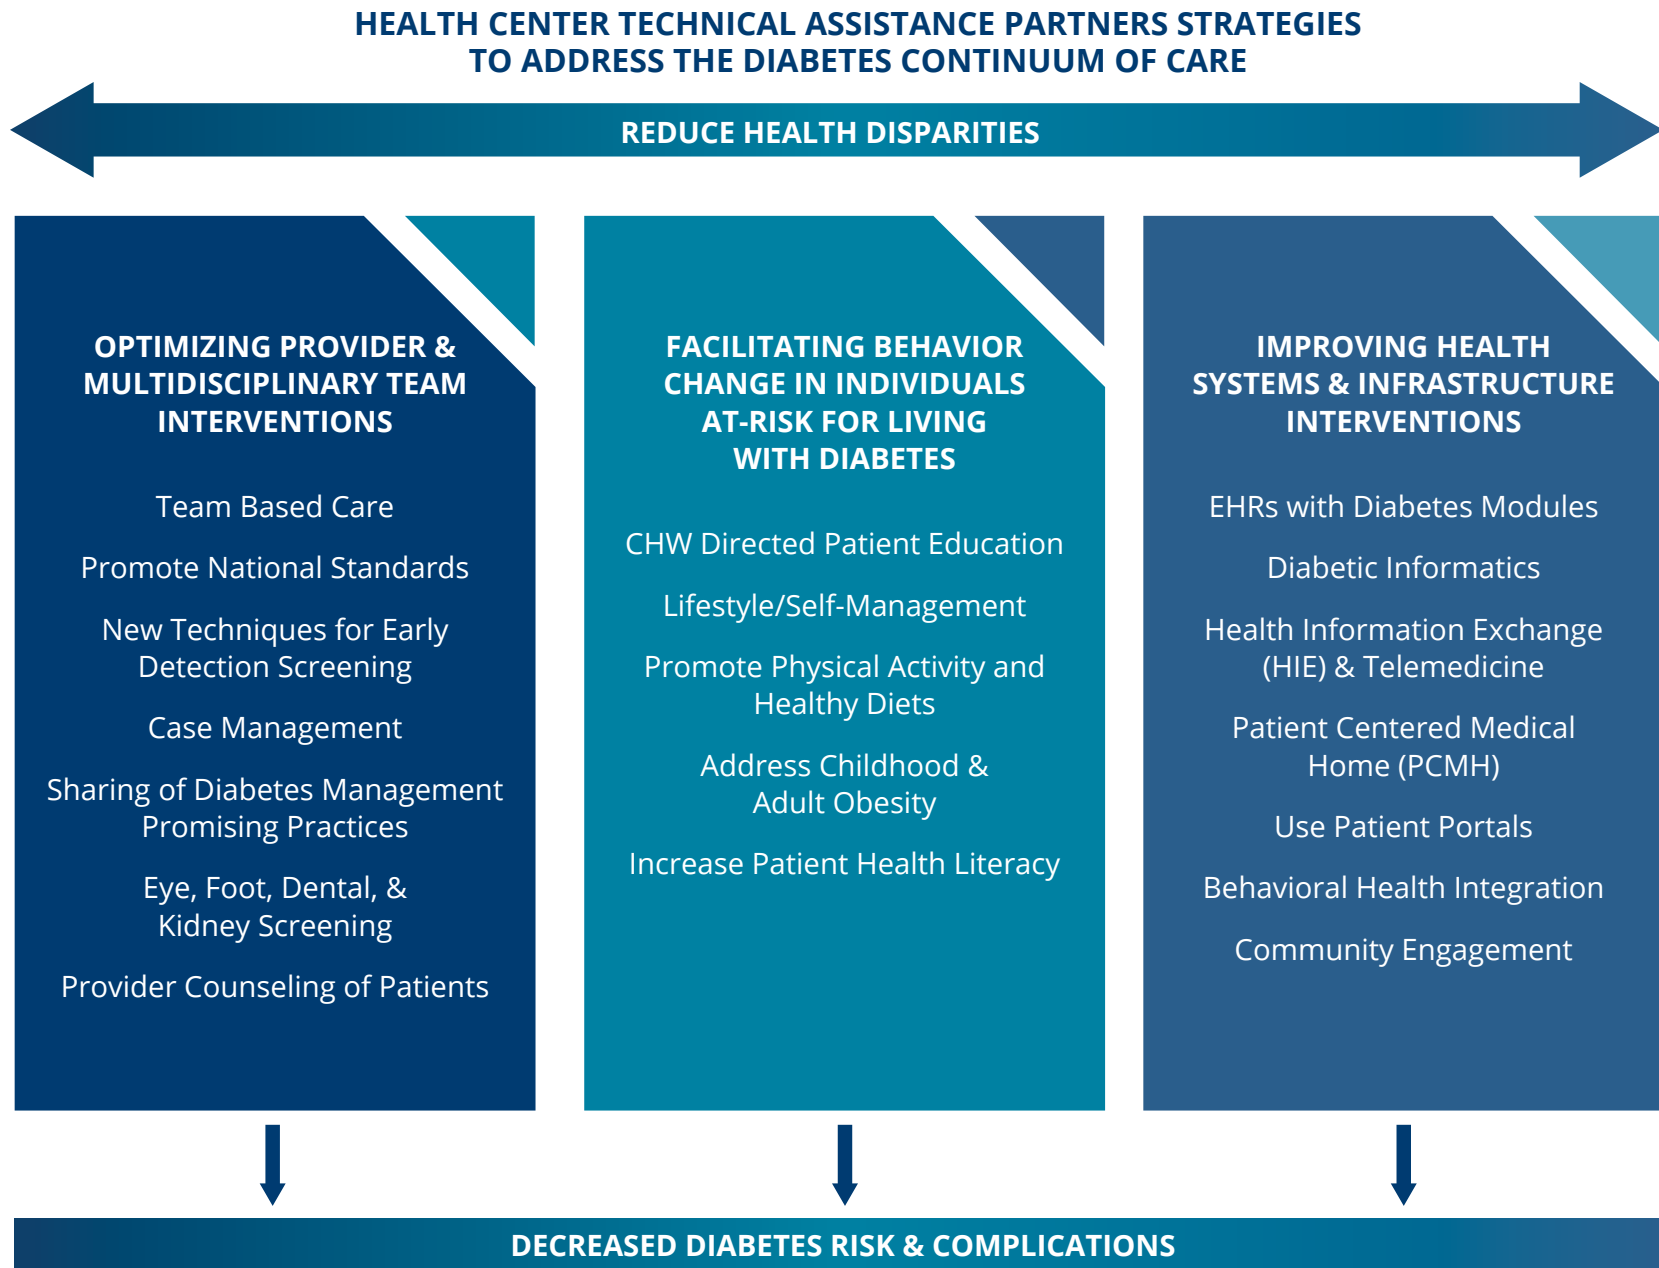 HEALTH CENTER TECHNICAL ASSISTANCE PARTNERS STRATEGIES
TO ADDRESS THE DIABETES CONTINUUM OF CARE
REDUCE HEALTH DISPARITIES
OPTIMIZING PROVIDER &
MULTIDISCIPLINARY TEAM
INTERVENTIONS
Team Based Care
Promote National Standards
New Techniques for Early
Detection Screening
Case Management
Sharing of Diabetes Management
Promising Practices
Eye, Foot, Dental, &
Kidney Screening
Provider Counseling of Patients
FACILITATING BEHAVIOR
CHANGE IN INDIVIDUALS
AT-RISK FOR LIVING
WITH DIABETES
CHW Directed Patient Education
Lifestyle/Self-Management
Promote Physical Activity and
Healthy Diets
Address Childhood &
Adult Obesity
Increase Patient Health Literacy
IMPROVING HEALTH
SYSTEMS & INFRASTRUCTURE
INTERVENTIONS
EHRs with Diabetes Modules
Diabetic Informatics
Health Information Exchange
(HIE) & Telemedicine
Patient Centered Medical
Home (PCMH)
Use Patient Portals
Behavioral Health Integration
Community Engagement
DECREASED DIABETES RISK & COMPLICATIONS